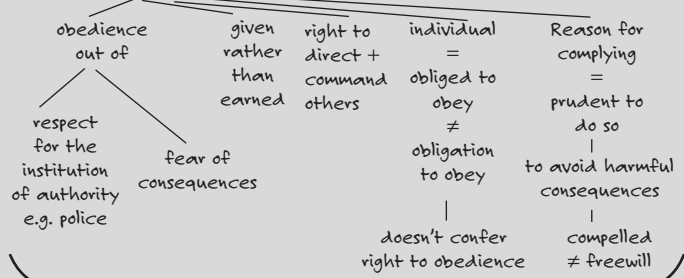 obedience
out of
respect
for the
institution
of authority
e.g. police
fear of
consequences
given
rather
than
earned
right to
direct +
command
others
individual
=
obliged to
obey
≠
obligation
to obey
doesn't confer
right to obedience
Reason for
complying
=
prudent to
do so
to avoid harmful
consequences
compelled
≠ freewill